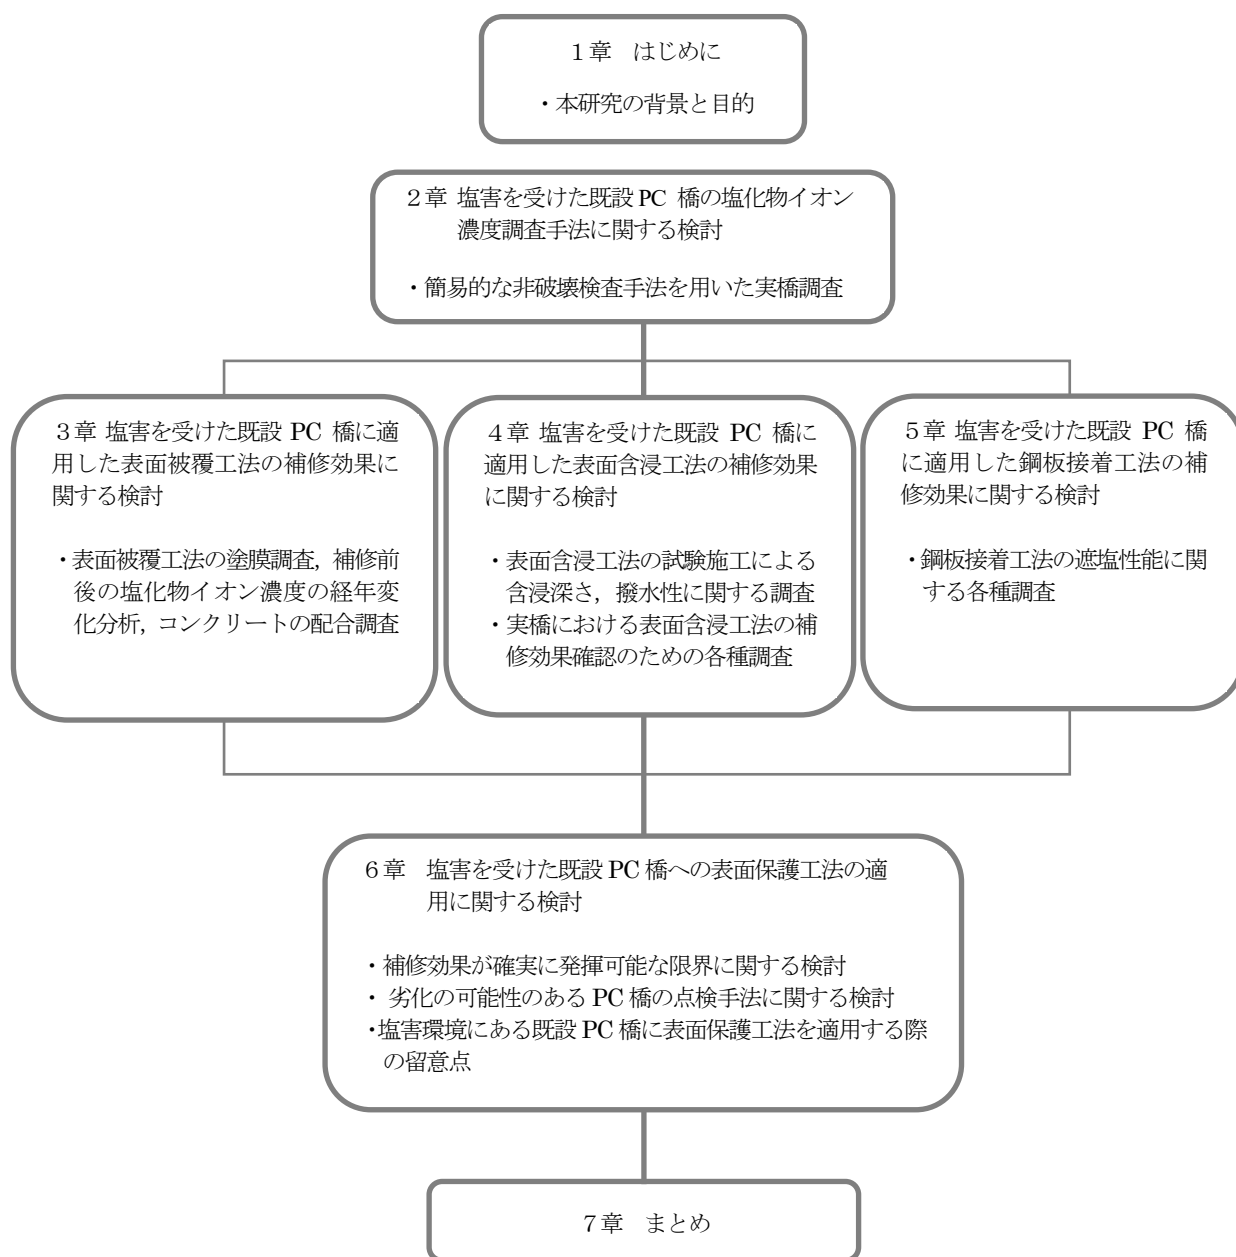 1章　はじめに
・本研究の背景と目的
2章 塩害を受けた既設 PC 橋の塩化物イオン
濃度調査手法に関する検討
・簡易的な非破壊検査手法を用いた実橋調査
3章 塩害を受けた既設 PC 橋に適
用した表面被覆工法の補修効果に
関する検討
・表面被覆工法の塗膜調査，補修前
後の塩化物イオン濃度の経年変
化分析，コンクリートの配合調査
4章 塩害を受けた既設 PC 橋に
適用した表面含浸工法の補修効果
に関する検討
・表面含浸工法の試験施工による
含浸深さ，撥水性に関する調査
・実橋における表面含浸工法の補
修効果確認のための各種調査
5章 塩害を受けた既設 PC 橋
に適用した鋼板接着工法の補
修効果に関する検討
・鋼板接着工法の遮塩性能に関
する各種調査
6章　塩害を受けた既設 PC 橋への表面保護工法の適
用に関する検討
・補修効果が確実に発揮可能な限界に関する検討
・ 劣化の可能性のある PC 橋の点検手法に関する検討
・塩害環境にある既設 PC 橋に表面保護工法を適用する際
の留意点
7章　まとめ